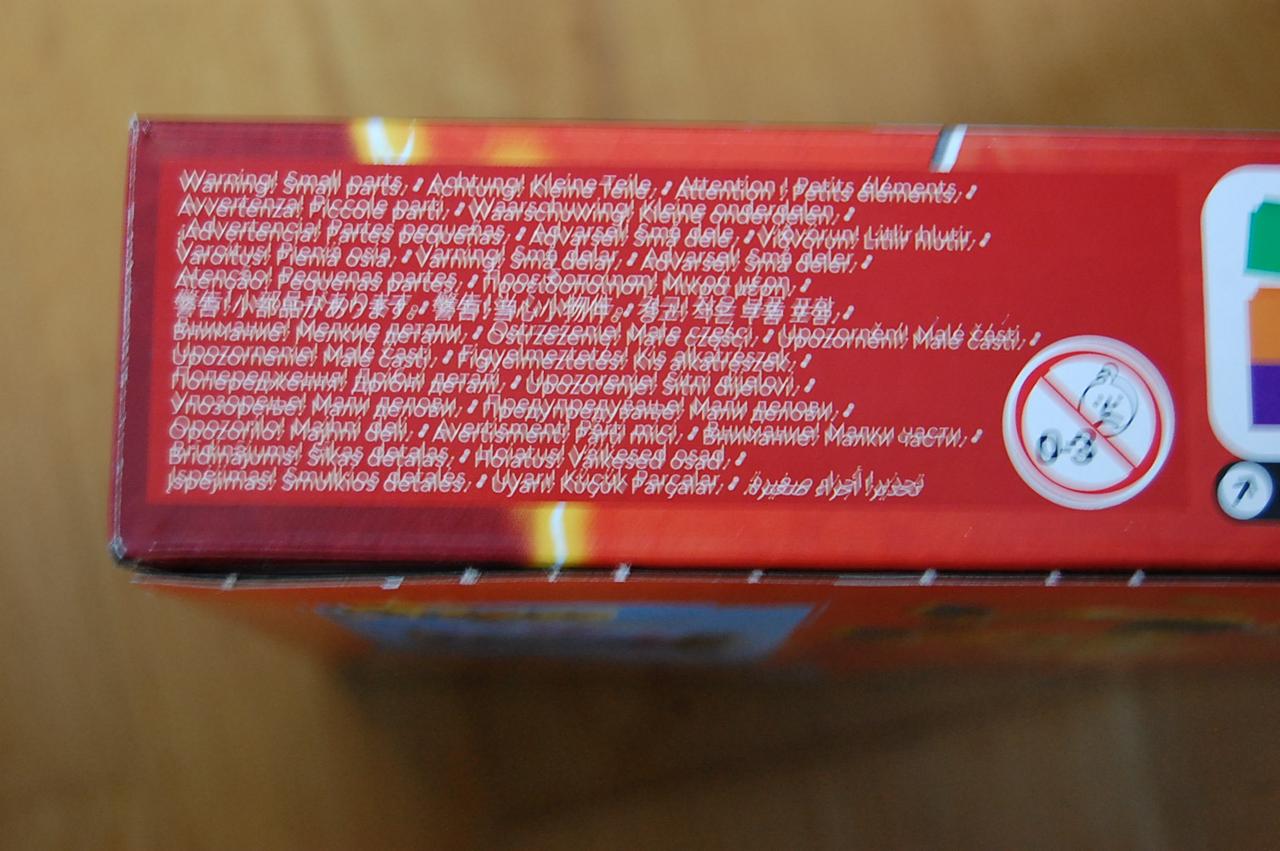 Warning! Small parts. • Achtung! Kleine Teile. • Attention ! Petits éléments. •
Avvertenza! Piccole parti. • Waarschuwing! Kleine onderdelen. •
¡Advertencia! Partes pequeñas. • Advarsel! Små dele. • Viðvörun! Litlir hlutir. •
Varoitus! Pieniä osia. • Varning! Små delar. • Advarsel! Små deler. •
Atenção! Pequenas partes. • Προειδοποίηση! Μικρά μέρη. •
警告!小部品があります。 • 警告!当心小物件。 • 경고! 작은 부품 포함. •
Внимание! Мелкие детали. • Ostrzeżenie! Małe części. • Upozornění! Malé části. •
Upozornenie! Malé časti. • Figyelmeztetés! Kis alkatrészek. •
Попередження! Дрібні деталі. • Upozorenje! Sitni dijelovi. •
Упозорење! Мали делови. • Предупредување! Мали делови. •
Opozorilo! Majhni deli. • Avertisment! Părți mici. • Внимание! Малки части. •
Brīdinājums! Sīkas detaļas. • Hoiatus! Väikesed osad. •
Įspėjimas! Smulkios detalės. • Uyarı! Küçük Parçalar. • تحذير! أجزاء صغيرة
0-3